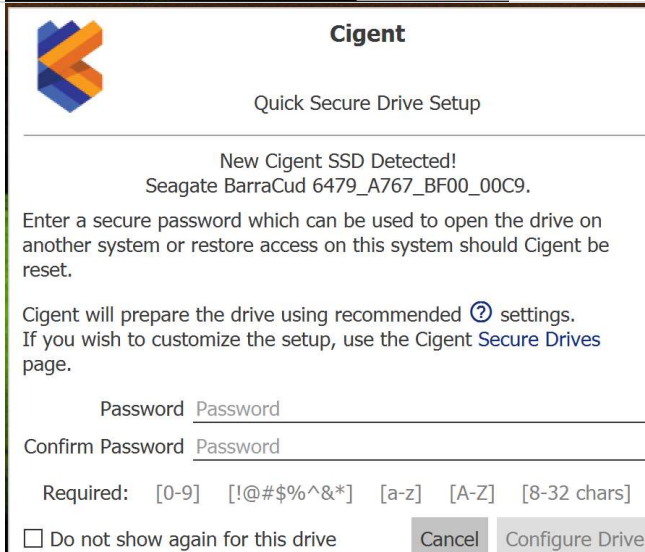 Cigent
Quick Secure Drive Setup
New Cigent SSD Detected!
Seagate BarraCud 6479_A767_BF00_00C9.
Enter a secure password which can be used to open the drive on
another system or restore access on this system should Cigent be
reset.
Cigent will prepare the drive using recommended ? settings.
If you wish to customize the setup, use the Cigent Secure Drives
page.
Password Password
Confirm Password Password
Required: [0-9] [!@#$%^&*] [a-z] [A-Z] [8-32 chars]
Do not show again for this drive Cancel Configure Drive